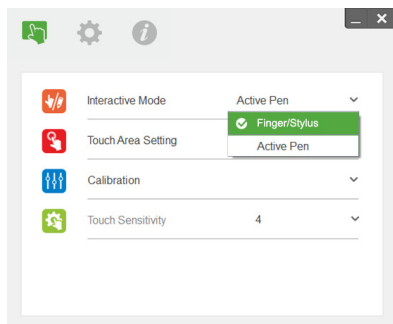 Interactive Mode Active Pen
Finger/Stylus
Touch Area Setting
Active Pen
Calibration
Touch Sensitivity 4